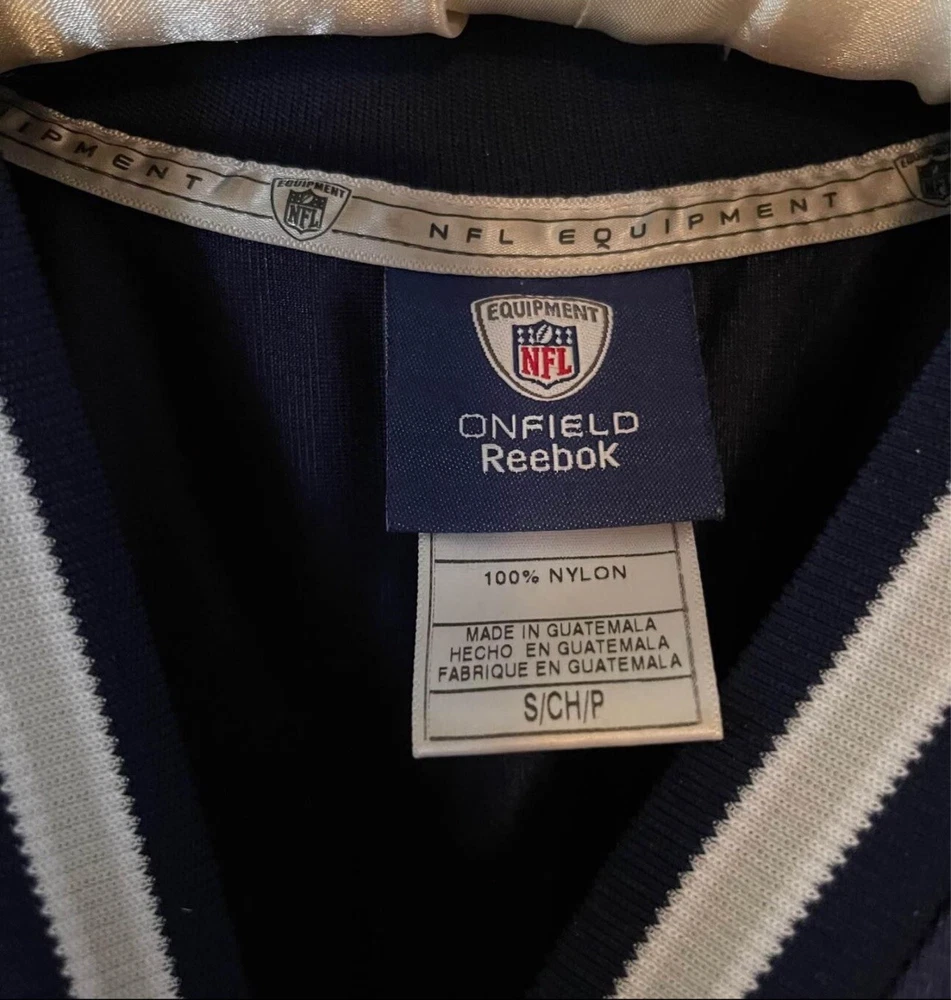 IPMENT
EQUIPMENT
NFL
NFL EQUIPMENT
EQUIPMENT
NFL
ONFIELD
Reebok
100% NYLON
MADE IN GUATEMALA
HECHO EN GUATEMALA
FABRIQUE EN GUATEMALA
S/CH/P